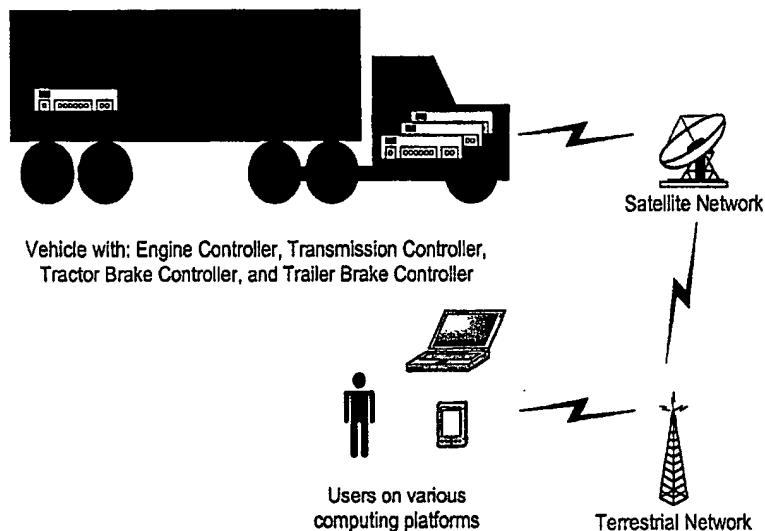 Satellite Network
Vehicle with: Engine Controller, Transmission Controller,
Tractor Brake Controller, and Trailer Brake Controller
Users on various
computing platforms
Terrestrial Network